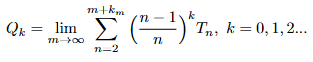 $$Q_k = \lim_{m \to \infty} \sum_{n=2}^{m+k_m} \left( \frac{n-1}{n} \right)^k T_n, \; k = 0, 1, 2...$$